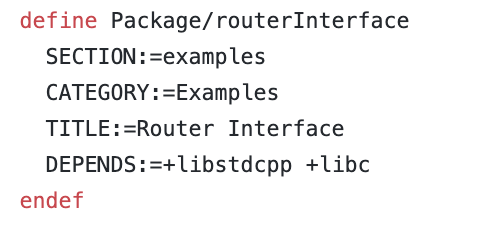 define Package/routerInterface
  SECTION:=examples
  CATEGORY:=Examples
  TITLE:=Router Interface
  DEPENDS:=+libstdcpp +libc
endef